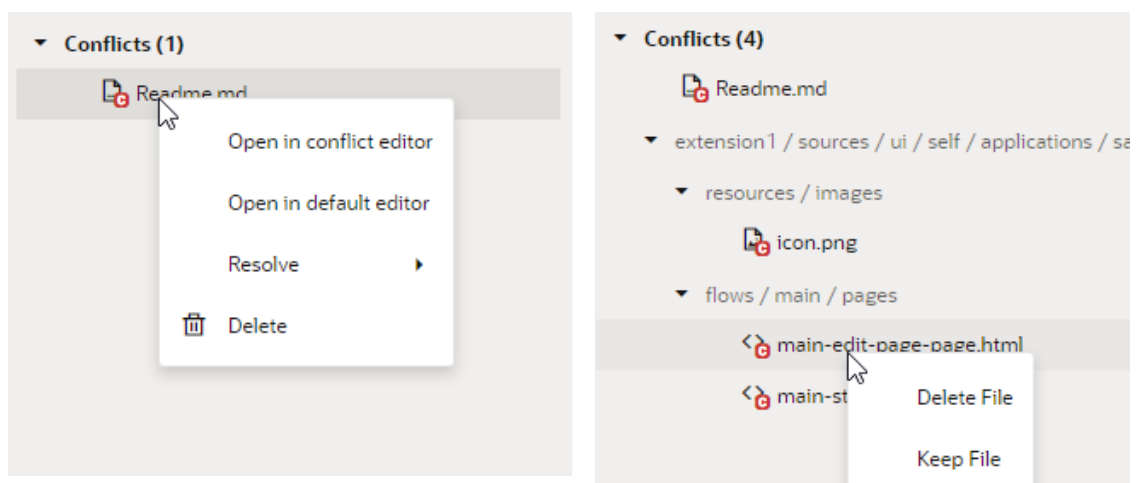 Conflicts (1)
Readme.md
Open in conflict editor
Open in default editor
Resolve
Delete
Conflicts (4)
Readme.md
extension1 / sources / ui / self / applications / sa
resources / images
icon.png
flows / main / pages
main-edit-page-page.html
main-st
Delete File
Keep File